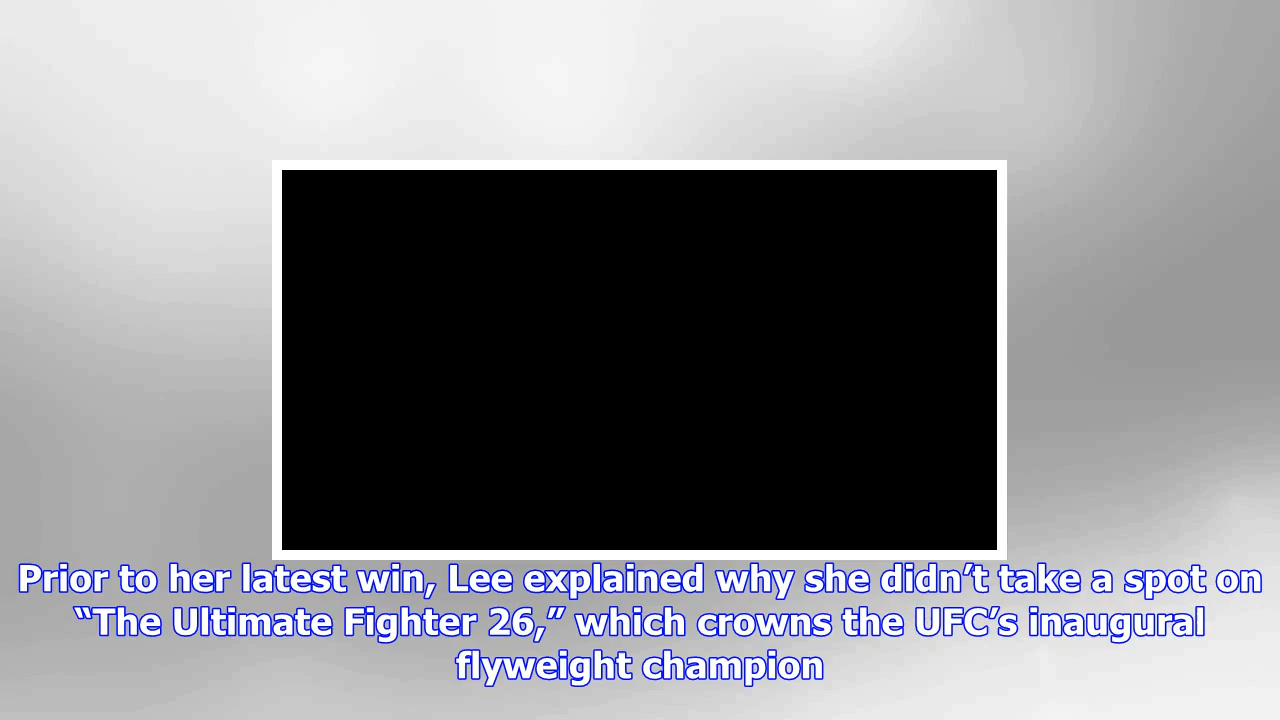 Prior to her latest win, Lee explained why she didn’t take a spot on
“The Ultimate Fighter 26,” which crowns the UFC’s inaugural
flyweight champion